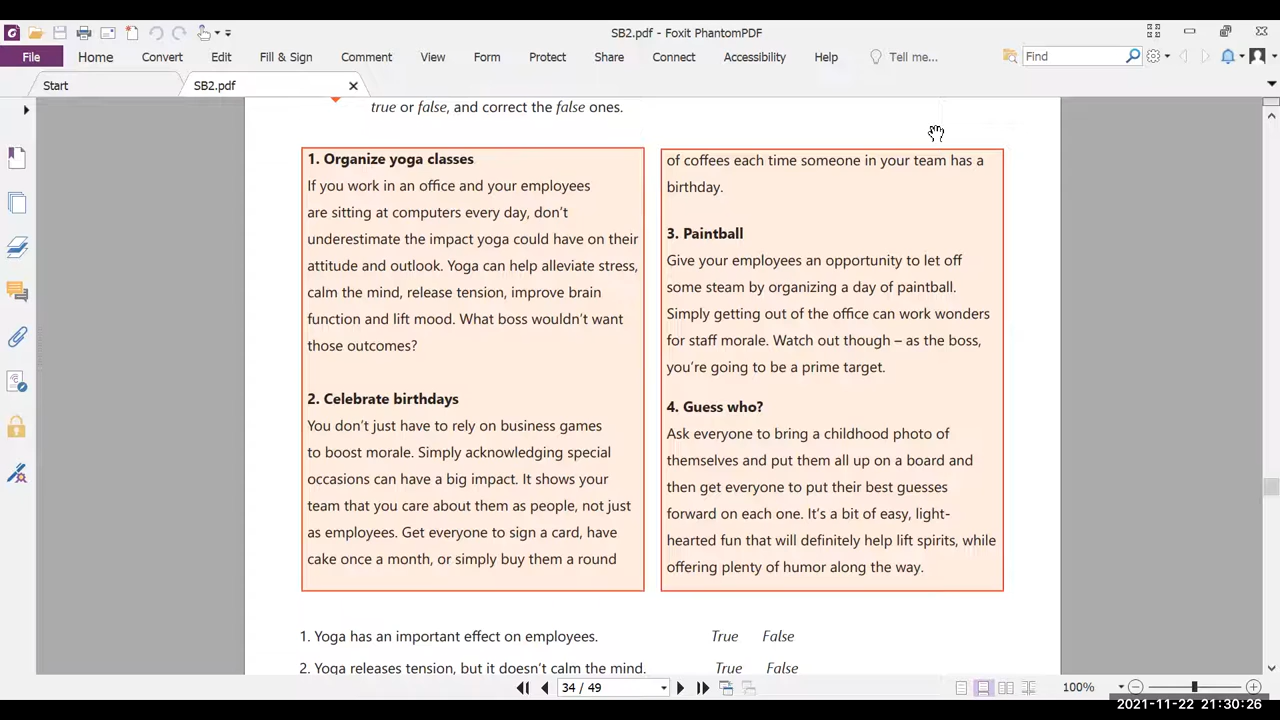 SB2.pdf - Foxit PhantomPDF
File Home Convert Edit Fill & Sign Comment View Form Protect Share Connect Accessibility Help Tell me... Find
Start SB2.pdf
true or false, and correct the false ones.
1. Organize yoga classes
If you work in an office and your employees
are sitting at computers every day, don't
underestimate the impact yoga could have on their
attitude and outlook. Yoga can help alleviate stress,
calm the mind, release tension, improve brain
function and lift mood. What boss wouldn't want
those outcomes?
2. Celebrate birthdays
You don't just have to rely on business games
to boost morale. Simply acknowledging special
occasions can have a big impact. It shows your
team that you care about them as people, not just
as employees. Get everyone to sign a card, have
cake once a month, or simply buy them a round
of coffees each time someone in your team has a
birthday.
3. Paintball
Give your employees an opportunity to let off
some steam by organizing a day of paintball.
Simply getting out of the office can work wonders
for staff morale. Watch out though – as the boss,
you're going to be a prime target.
4. Guess who?
Ask everyone to bring a childhood photo of
themselves and put them all up on a board and
then get everyone to put their best guesses
forward on each one. It's a bit of easy, light-
hearted fun that will definitely help lift spirits, while
offering plenty of humor along the way.
1. Yoga has an important effect on employees. True False
2. Yoga releases tension, but it doesn't calm the mind. True False
34 / 49 100%
2021-11-22 21:30:26